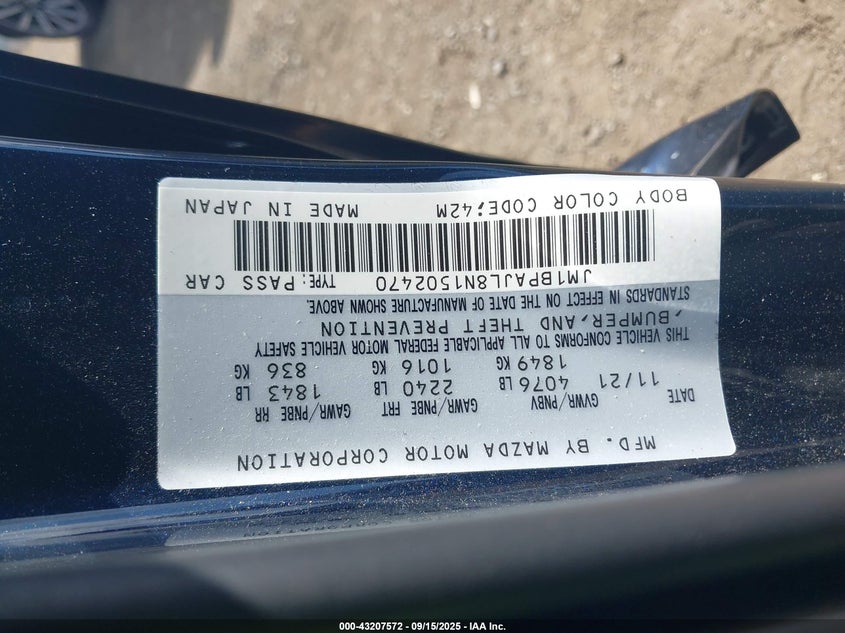 MFD. BY MAZDA MOTOR CORPORATION
DATE GVWR/PNBV GAWR/PNBE FRT GAWR/PNBE RR
11/21 4076 LB 2240 LB 1843 LB
1849 KG 1016 KG 836 KG
THIS VEHICLE CONFORMS TO ALL APPLICABLE FEDERAL MOTOR VEHICLE SAFETY
,BUMPER,AND THEFT PREVENTION
STANDARDS IN EFFECT ON THE DATE OF MANUFACTURE SHOWN ABOVE.
JM1BPAJL8N1502470 TYPE: PASS CAR
BODY COLOR CODE;42M MADE IN JAPAN
000-43207572 - 09/15/2025 - IAA Inc.